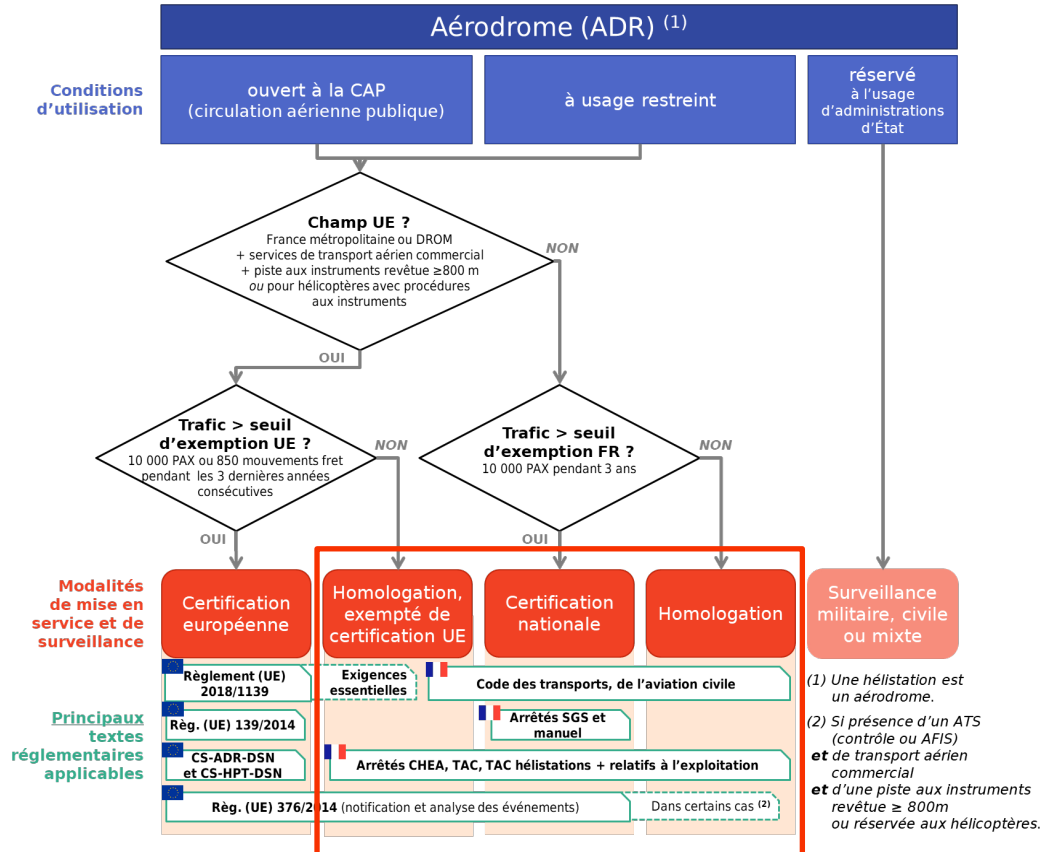 Aérodrome (ADR) (1)
Conditions
d’utilisation
ouvert à la CAP
(circulation aérienne publique)
à usage restreint
réservé
à l’usage
d’administrations
d’État
Champ UE ?
France métropolitaine ou DROM
+ services de transport aérien commercial
+ piste aux instruments revêtue ≥800 m
ou pour hélicoptères avec procédures
aux instruments
NON
OUI
Trafic > seuil
d’exemption UE ?
10 000 PAX ou 850 mouvements fret
pendant les 3 dernières années
consécutives
NON
Trafic > seuil
d’exemption FR ?
10 000 PAX pendant 3 ans
NON
OUI
OUI
Modalités
de mise en
service et de
surveillance
Certification
européenne
Homologation,
exempté de
certification UE
Certification
nationale
Homologation
Surveillance
militaire, civile
ou mixte
Principaux
textes
réglementaires
applicables
Règlement (UE)
2018/1139
Exigences
essentielles
Code des transports, de l’aviation civile
Règ. (UE) 139/2014
Arrêtés SGS et
manuel
CS-ADR-DSN
et CS-HPT-DSN
Arrêtés CHEA, TAC, TAC hélistations + relatifs à l’exploitation
Règ. (UE) 376/2014 (notification et analyse des événements)
Dans certains cas (2)
(1) Une hélistation est
un aérodrome.
(2) Si présence d’un ATS
(contrôle ou AFIS)
et de transport aérien
commercial
et d’une piste aux instruments
revêtue ≥ 800m
ou réservée aux hélicoptères.